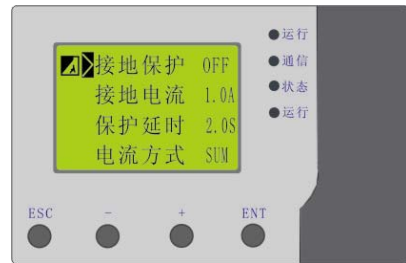 接地保护 OFF
接地电流 1.0A
保护延时 2.0S
电流方式 SUM
运行
通信
状态
运行
ESC - + ENT